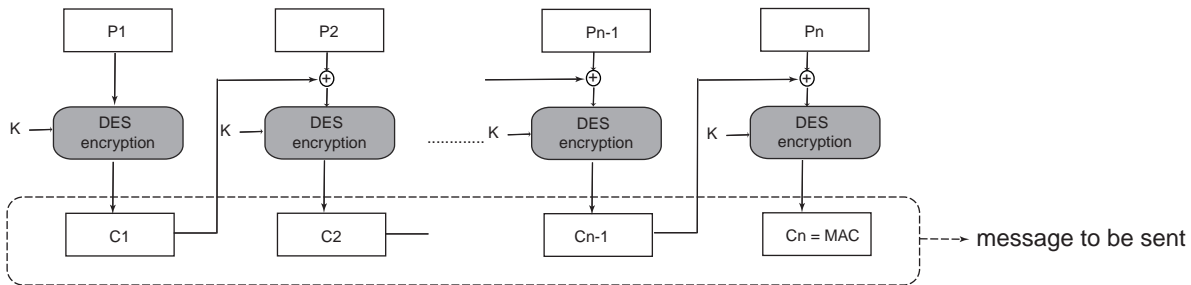 P1
P2
Pn-1
Pn
+
+
+
K
DES
encryption
K
DES
encryption
..............
K
DES
encryption
K
DES
encryption
C1
C2
Cn-1
Cn = MAC
message to be sent